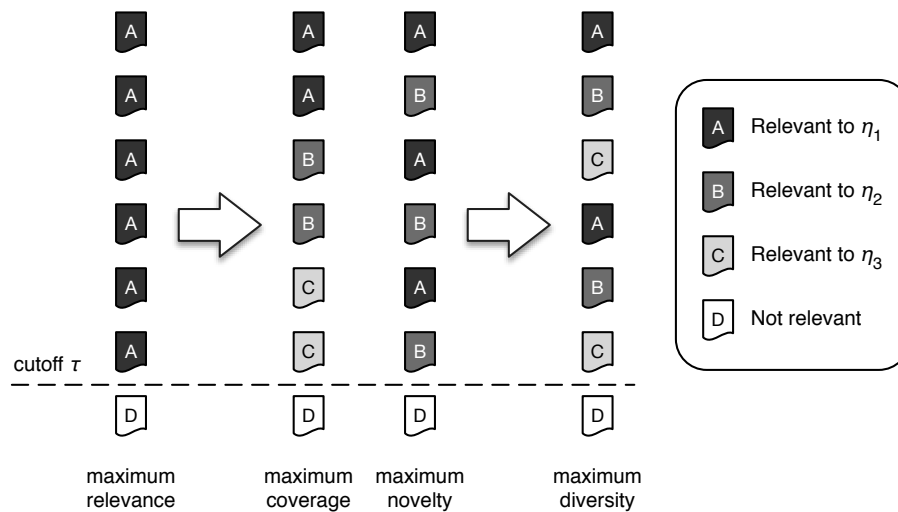 A A A A
A A B B
A B A C
A B B A
A C A B
A C B C
cutoff τ
D D D D
maximum relevance
maximum coverage
maximum novelty
maximum diversity
A Relevant to η1
B Relevant to η2
C Relevant to η3
D Not relevant